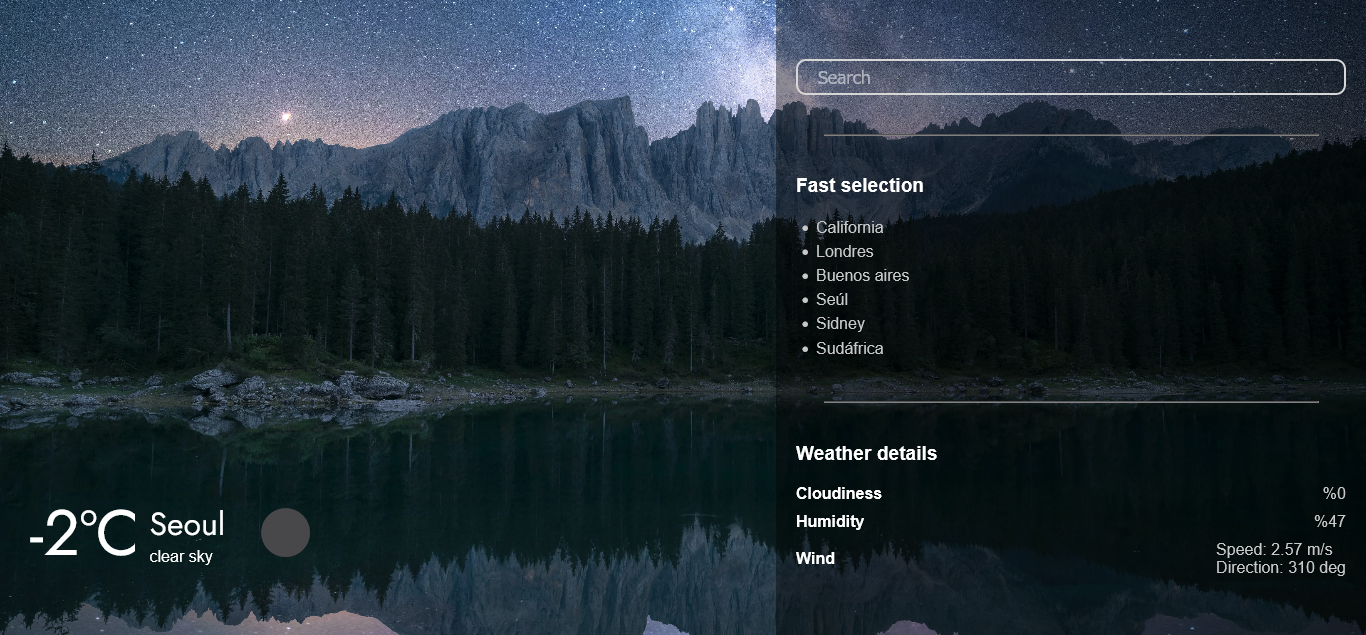 Search
Fast selection
California
Londres
Buenos aires
Seúl
Sidney
Sudáfrica
Weather details
Cloudiness %0
Humidity %47
Wind Speed: 2.57 m/s
Direction: 310 deg
-2°C Seoul
clear sky